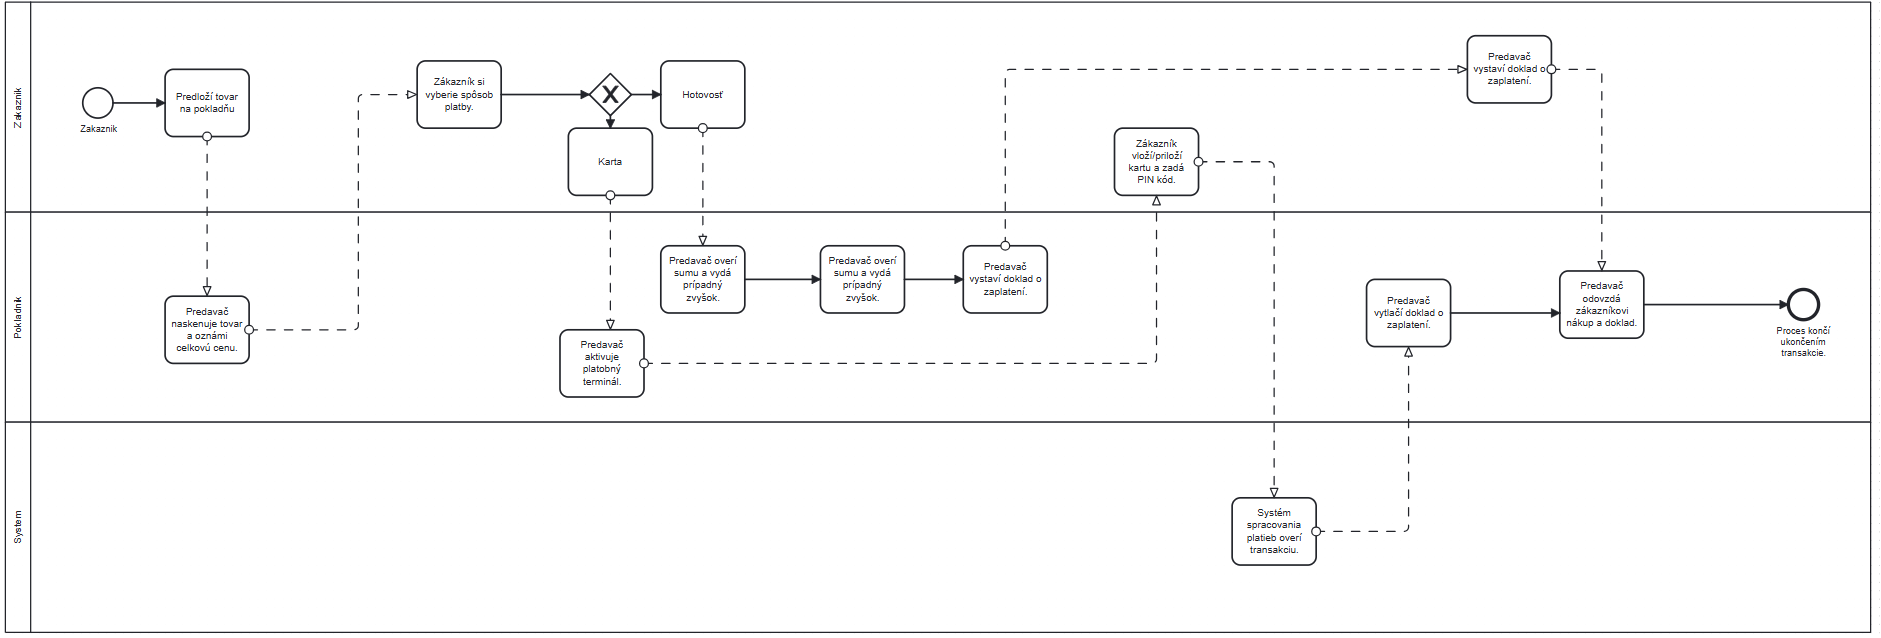 Zakaznik
Zakaznik
Predloží tovar
na pokladňu
Zákazník si
vyberie spôsob
platby.
Hotovosť
Karta
Zákazník
vloží/priloží
kartu a zadá
PIN kód.
Predavač
vystaví doklad o
zaplatení.
Pokladnik
Predavač
naskenuje tovar
a oznámi
celkovú cenu.
Predavač
aktivuje
platobný
terminál.
Predavač overí
sumu a vydá
prípadný
zvyšok.
Predavač overí
sumu a vydá
prípadný
zvyšok.
Predavač
vystaví doklad o
zaplatení.
Predavač
vytlačí doklad o
zaplatení.
Predavač
odovzdá
zákazníkovi
nákup a doklad.
Proces končí
ukončením
transakcie.
System
Systém
spracovania
platieb overí
transakciu.